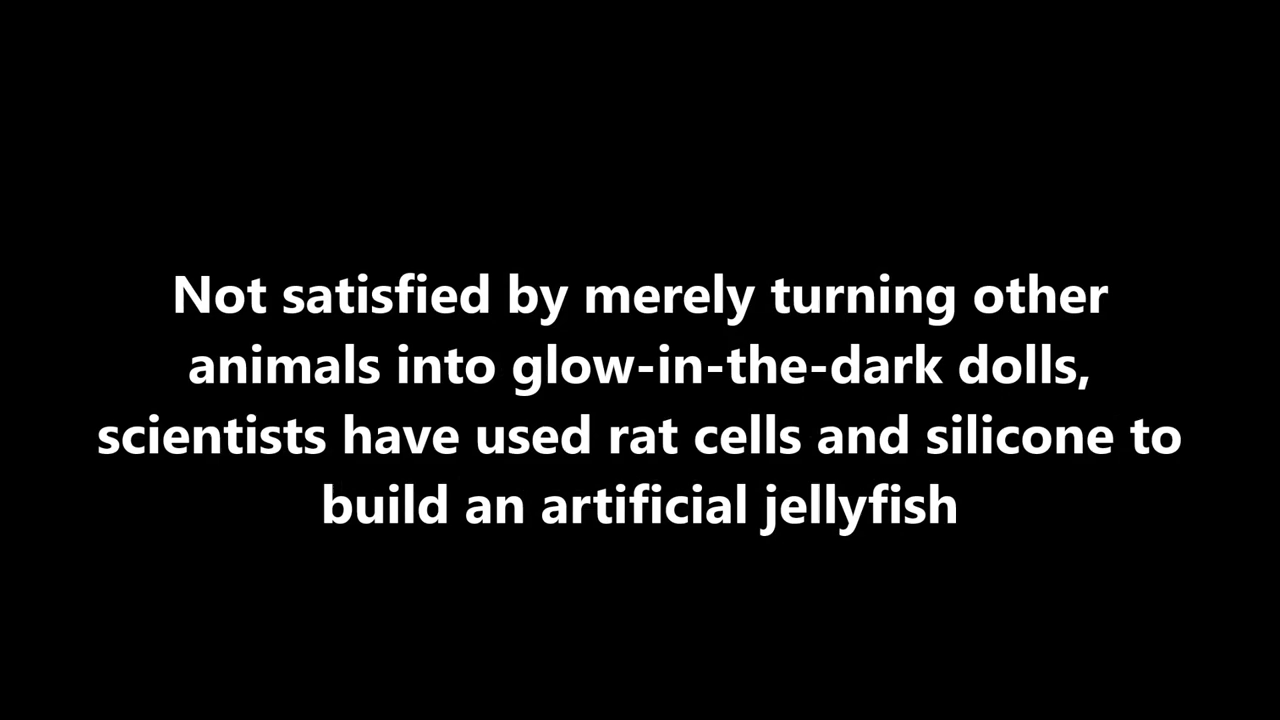 Not satisfied by merely turning other
animals into glow-in-the-dark dolls,
scientists have used rat cells and silicone to
build an artificial jellyfish